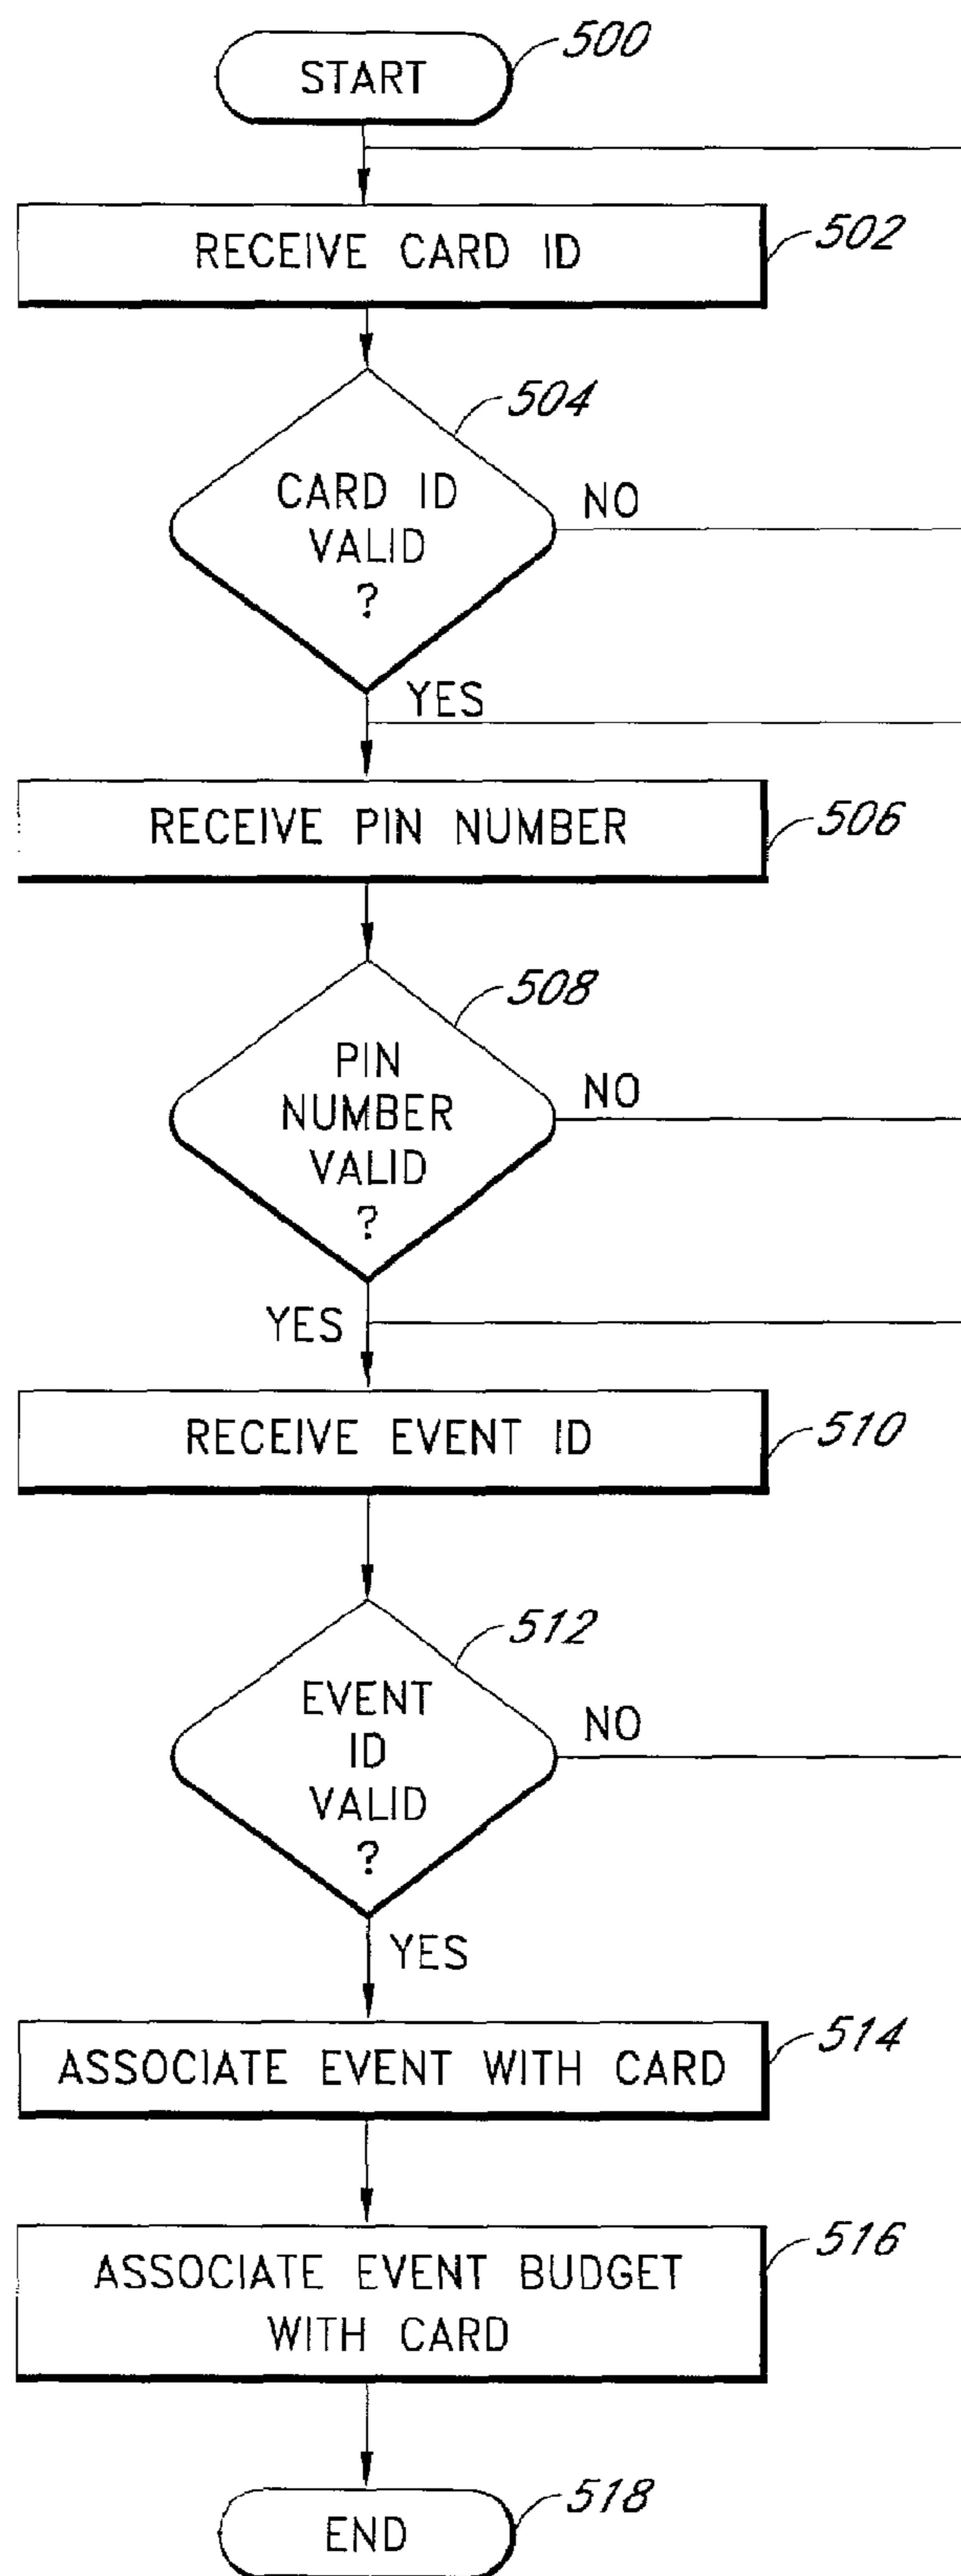 START
500
RECEIVE CARD ID
502
504
CARD ID
VALID
?
NO
YES
RECEIVE PIN NUMBER
506
508
PIN
NUMBER
VALID
?
NO
YES
RECEIVE EVENT ID
510
512
EVENT
ID
VALID
?
NO
YES
ASSOCIATE EVENT WITH CARD
514
ASSOCIATE EVENT BUDGET
WITH CARD
516
END
518